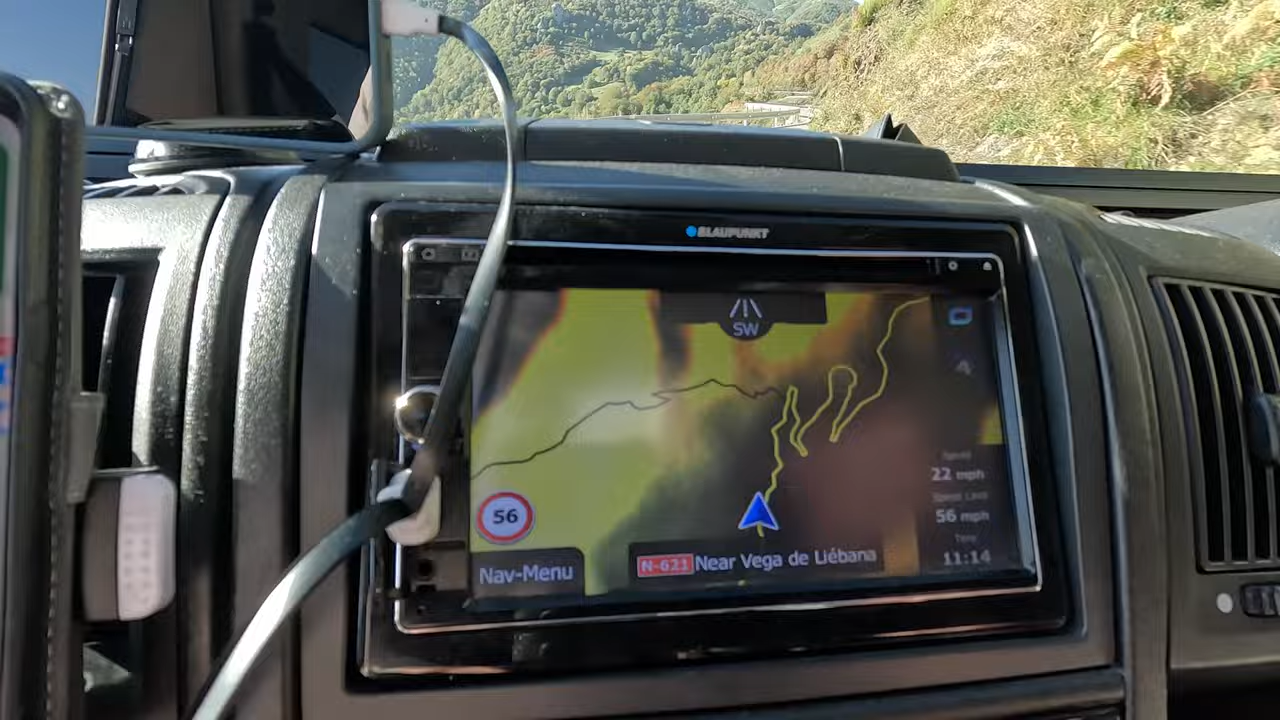 BLAUPUNKT
SW
Speed
22 mph
Speed Limit
56 mph
Time
11:14
56
Nav-Menu
N-621 Near Vega de Liébana